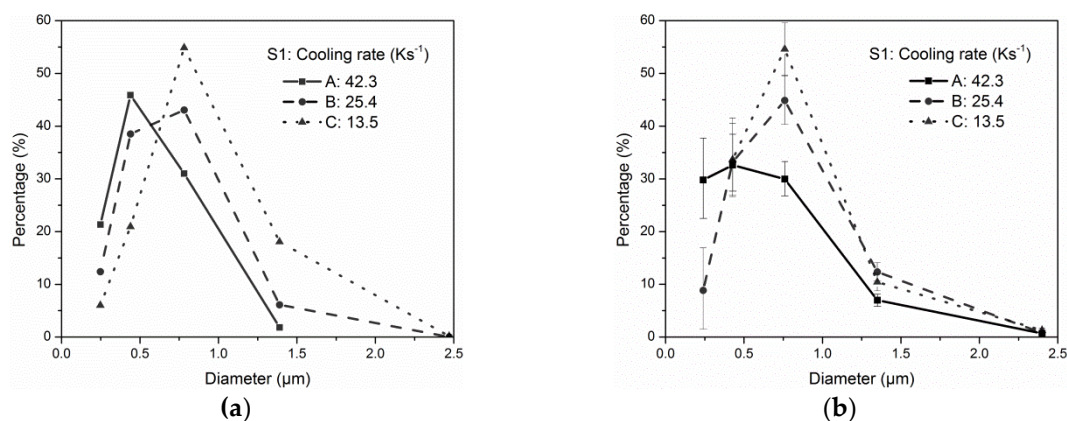 60
50
40
30
20
10
0
Percentage (%)
S1: Cooling rate (Ks⁻¹)
A: 42.3
B: 25.4
C: 13.5
0.0 0.5 1.0 1.5 2.0 2.5
Diameter (μm)
(a)
60
50
40
30
20
10
0
Percentage (%)
S1: Cooling rate (Ks⁻¹)
A: 42.3
B: 25.4
C: 13.5
0.0 0.5 1.0 1.5 2.0 2.5
Diameter (μm)
(b)